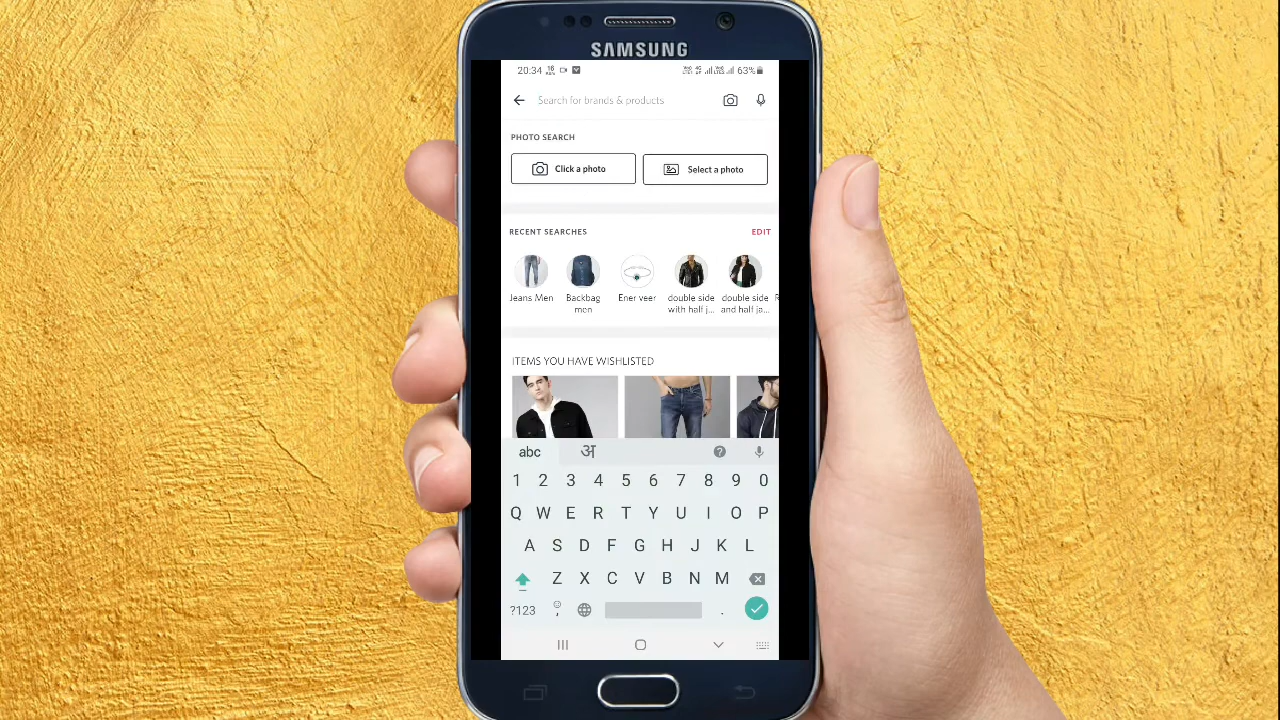 SAMSUNG
20:34 16 KB/s 63%
Search for brands & products
PHOTO SEARCH
Click a photo Select a photo
RECENT SEARCHES EDIT
Jeans Men Backbag men Ener veer double side with half j... double side and half ja...
ITEMS YOU HAVE WISHLISTED
abc अ
1 2 3 4 5 6 7 8 9 0
Q W E R T Y U I O P
A S D F G H J K L
Z X C V B N M
?123 , .